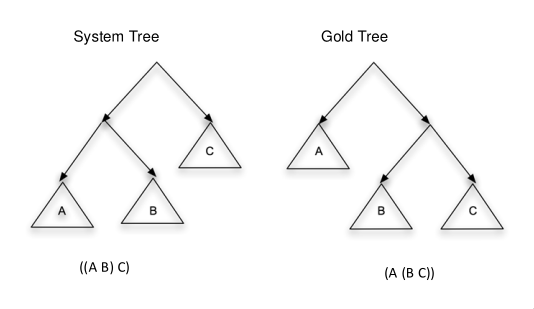 System Tree
Gold Tree
C
A
A
B
B
C
((A B) C)
(A (B C))